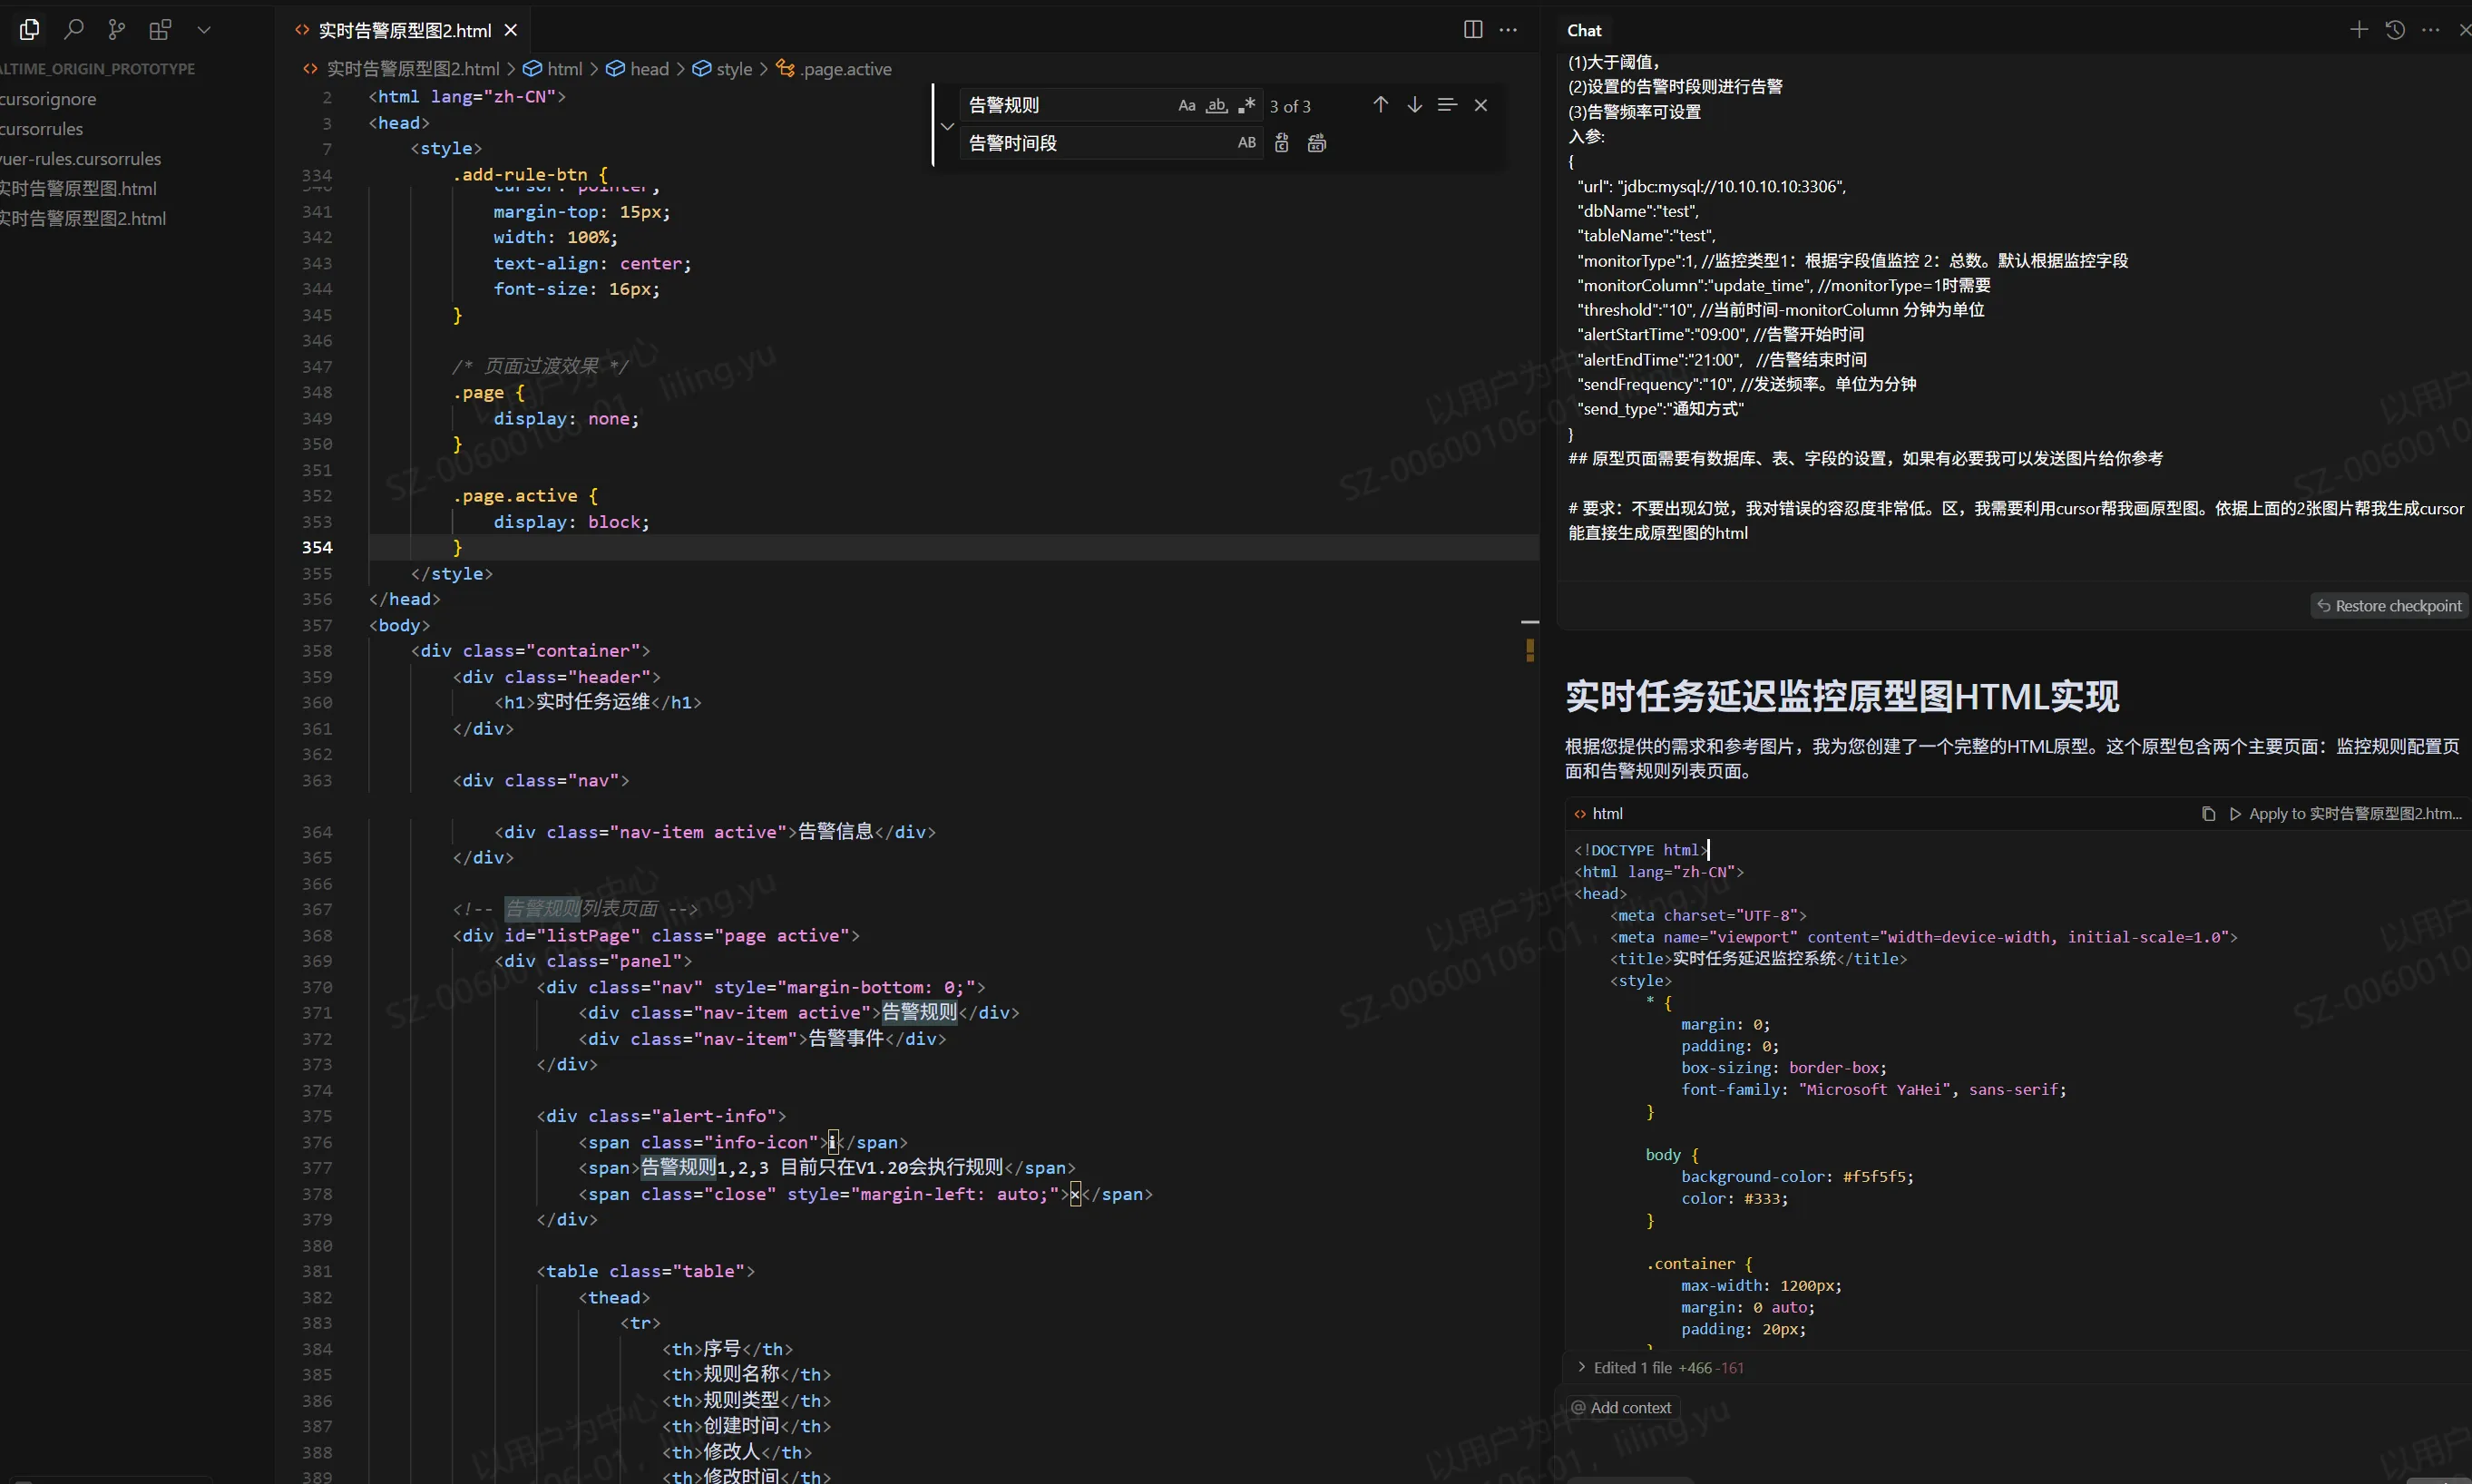 实时告警原型图2.html
ALTIME_ORIGIN_PROTOTYPE
cursorignore
cursorrules
uer-rules.cursorrules
实时告警原型图.html
实时告警原型图2.html
实时告警原型图2.html > html > head > style > .page.active
告警规则 Aa ab 3 of 3
告警时间段 AB
2 <html lang="zh-CN">
3 <head>
7 <style>
334 .add-rule-btn {
cursor: pointer;
341 margin-top: 15px;
342 width: 100%;
343 text-align: center;
344 font-size: 16px;
345 }
346
347 /* 页面过渡效果 */
348 .page {
349 display: none;
350 }
351
352 .page.active {
353 display: block;
354 }
355 </style>
356 </head>
357 <body>
358 <div class="container">
359 <div class="header">
360 <h1>实时任务运维</h1>
361 </div>
362
363 <div class="nav">
364 <div class="nav-item active">告警信息</div>
365 </div>
366
367 <!-- 告警规则列表页面 -->
368 <div id="listPage" class="page active">
369 <div class="panel">
370 <div class="nav" style="margin-bottom: 0;">
371 <div class="nav-item active">告警规则</div>
372 <div class="nav-item">告警事件</div>
373 </div>
374
375 <div class="alert-info">
376 <span class="info-icon">ℹ</span>
377 <span>告警规则1,2,3 目前只在V1.20会执行规则</span>
378 <span class="close" style="margin-left: auto;">×</span>
379 </div>
380
381 <table class="table">
382 <thead>
383 <tr>
384 <th>序号</th>
385 <th>规则名称</th>
386 <th>规则类型</th>
387 <th>创建时间</th>
388 <th>修改人</th>
389 <th>修改时间</th>
Chat
(1)大于阈值，
(2)设置的告警时段则进行告警
(3)告警频率可设置
入参:
{
"url": "jdbc:mysql://10.10.10.10:3306",
"dbName":"test",
"tableName":"test",
"monitorType":1, //监控类型1：根据字段值监控 2：总数。默认根据监控字段
"monitorColumn":"update_time", //monitorType=1时需要
"threshold":"10", //当前时间-monitorColumn 分钟为单位
"alertStartTime":"09:00", //告警开始时间
"alertEndTime":"21:00", //告警结束时间
"sendFrequency":"10", //发送频率。单位为分钟
"send_type":"通知方式"
}
## 原型页面需要有数据库、表、字段的设置，如果有必要我可以发送图片给你参考
# 要求：不要出现幻觉，我对错误的容忍度非常低。区，我需要利用cursor帮我画原型图。依据上面的2张图片帮我生成cursor
能直接生成原型图的html
Restore checkpoint
实时任务延迟监控原型图HTML实现
根据您提供的需求和参考图片，我为您创建了一个完整的HTML原型。这个原型包含两个主要页面：监控规则配置页
面和告警规则列表页面。
html Apply to 实时告警原型图2.htm...
<!DOCTYPE html>
<html lang="zh-CN">
<head>
<meta charset="UTF-8">
<meta name="viewport" content="width=device-width, initial-scale=1.0">
<title>实时任务延迟监控系统</title>
<style>
* {
margin: 0;
padding: 0;
box-sizing: border-box;
font-family: "Microsoft YaHei", sans-serif;
}
body {
background-color: #f5f5f5;
color: #333;
}
.container {
max-width: 1200px;
margin: 0 auto;
padding: 20px;
}
Edited 1 file +466 -161
@ Add context
以用户为中心
SZ-00600106-01, liling.yu